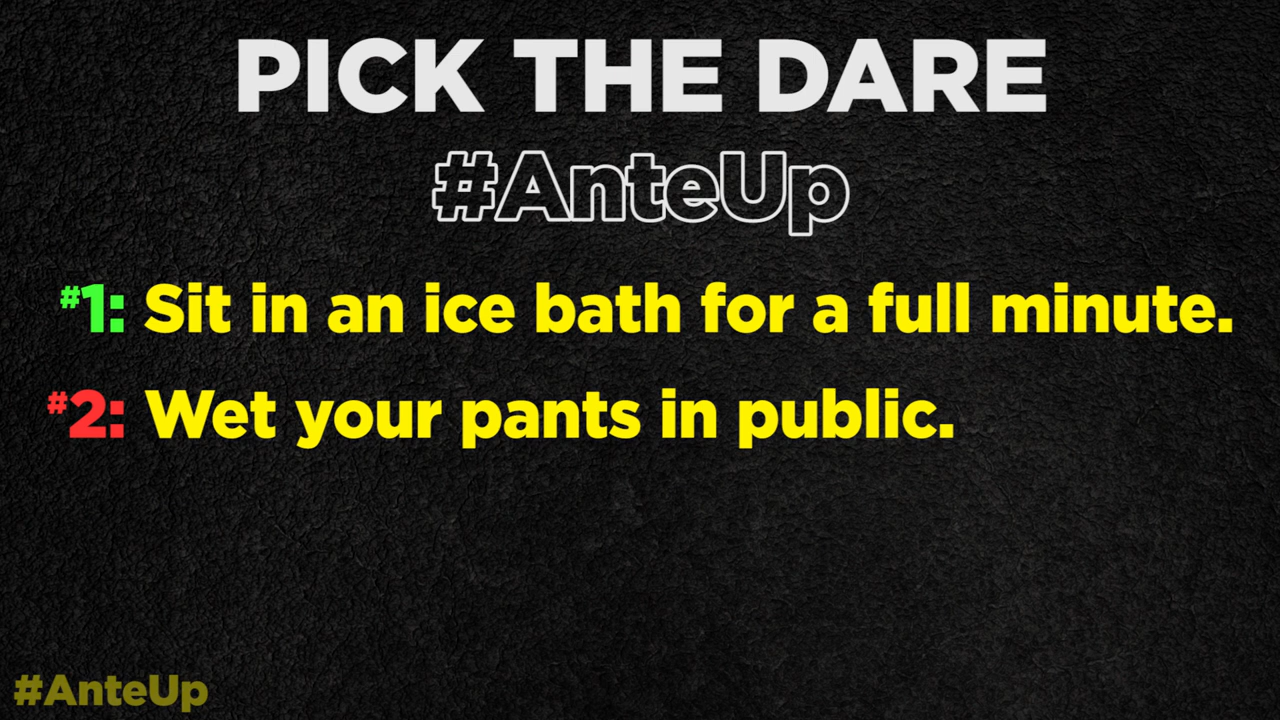 PICK THE DARE
#AnteUp
#1: Sit in an ice bath for a full minute.
#2: Wet your pants in public.
#AnteUp